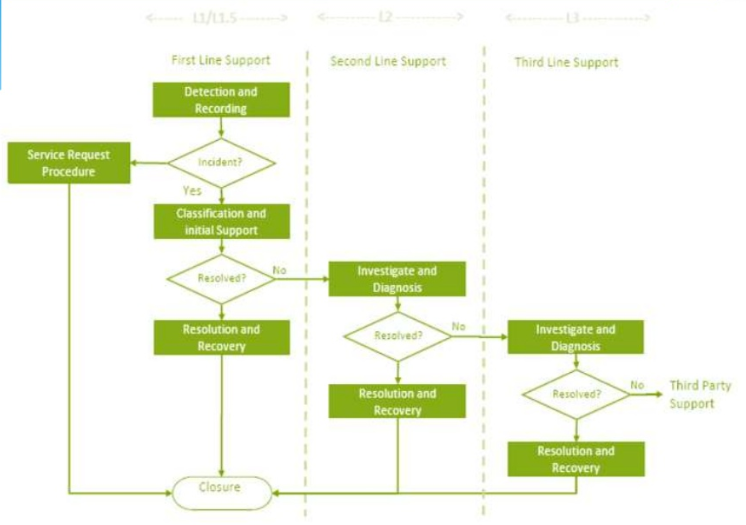 L1/L1.5
L2
L3
First Line Support
Second Line Support
Third Line Support
Detection and
Recording
Service Request
Procedure
Incident?
Yes
Classification and
initial Support
Resolved?
No
Investigate and
Diagnosis
Resolution and
Recovery
Resolved?
No
Investigate and
Diagnosis
Resolution and
Recovery
Resolved?
No
Third Party
Support
Resolution and
Recovery
Closure